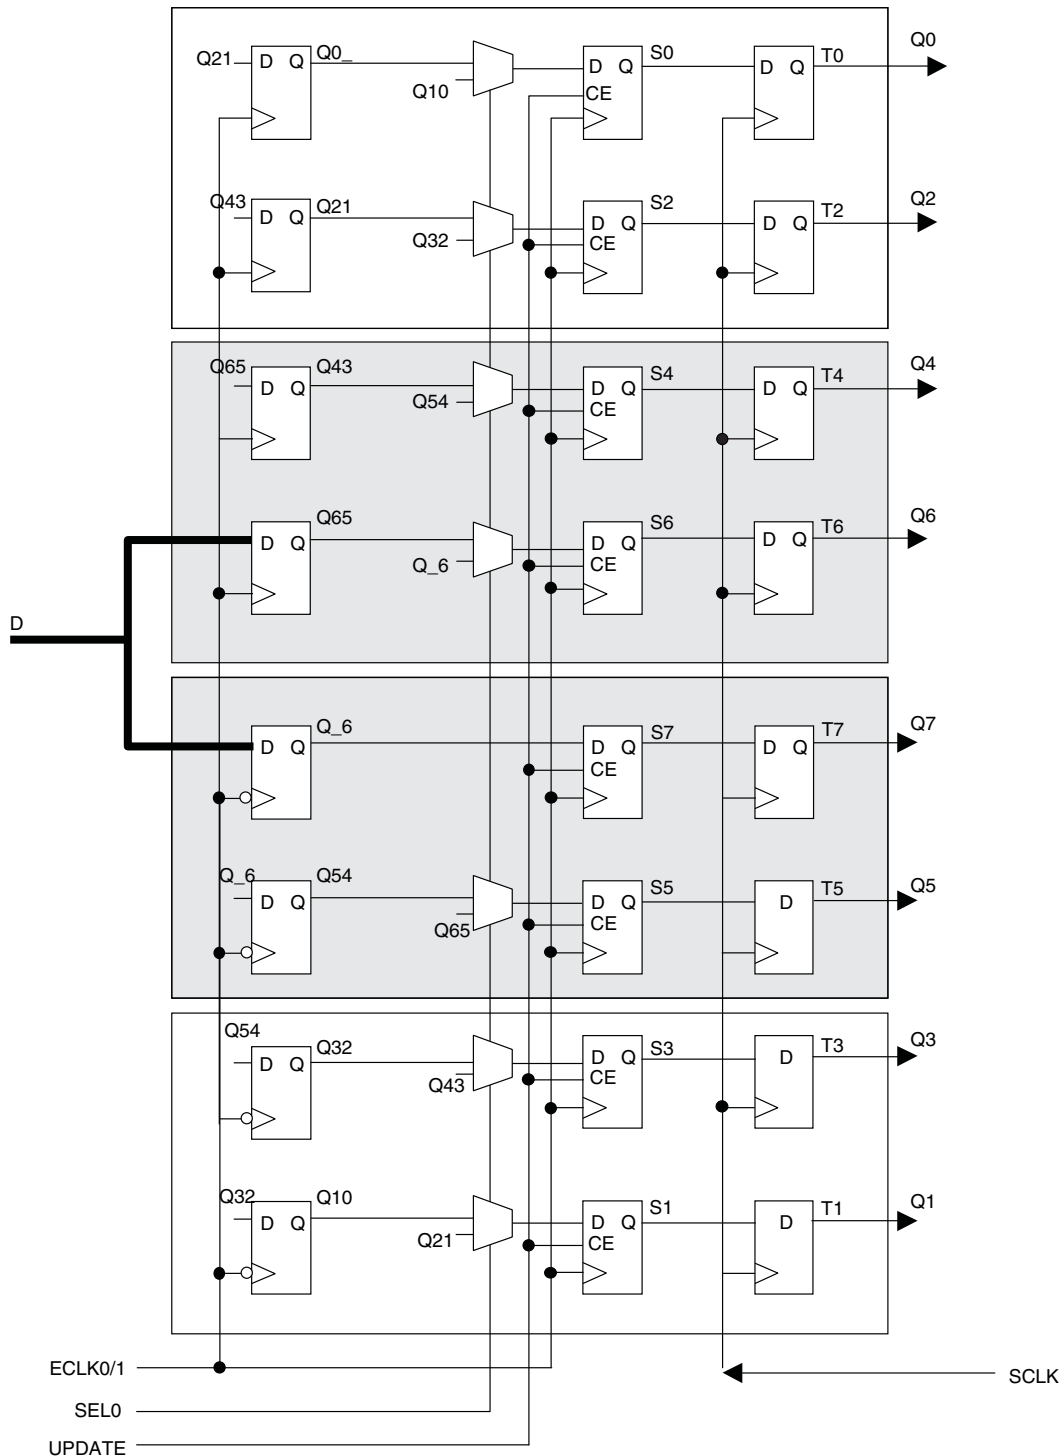 Q21 D Q Q0_ Q10 D Q CE S0 D Q T0 Q0
Q43 D Q Q21 Q32 D Q CE S2 D Q T2 Q2
Q65 D Q Q43 Q54 D Q CE S4 D Q T4 Q4
D Q Q65 Q_6 D Q CE S6 D Q T6 Q6
D
D Q Q_6 D Q CE S7 D Q T7 Q7
Q_6 D Q Q54 Q65 D Q CE S5 D T5 Q5
Q54 D Q Q32 Q43 D Q CE S3 D T3 Q3
Q32 D Q Q10 Q21 D Q CE S1 D T1 Q1
ECLK0/1
SCLK
SEL0
UPDATE